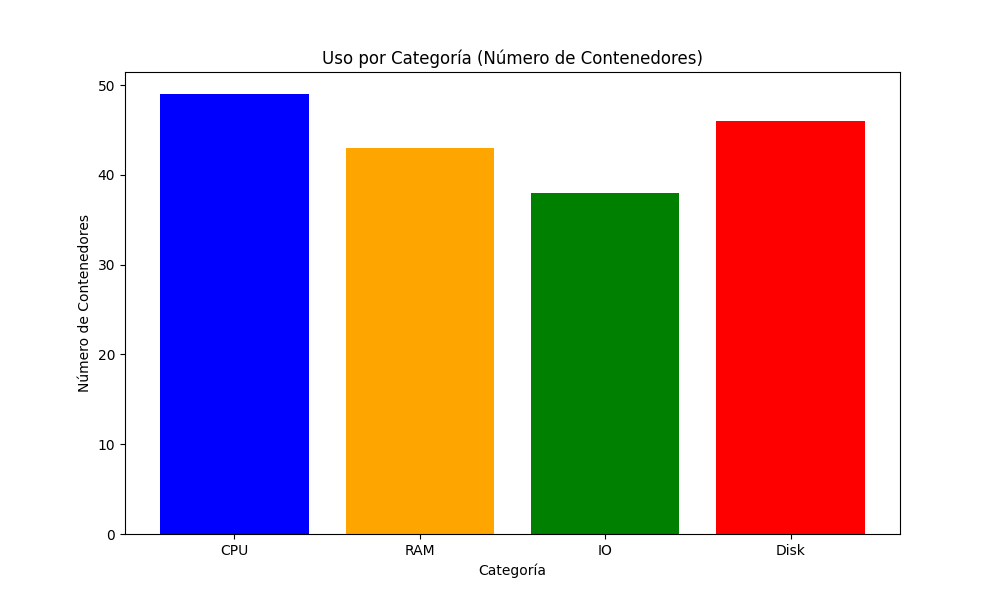 Uso por Categoría (Número de Contenedores)
50
40
30
20
10
0
Número de Contenedores
CPU
RAM
IO
Disk
Categoría